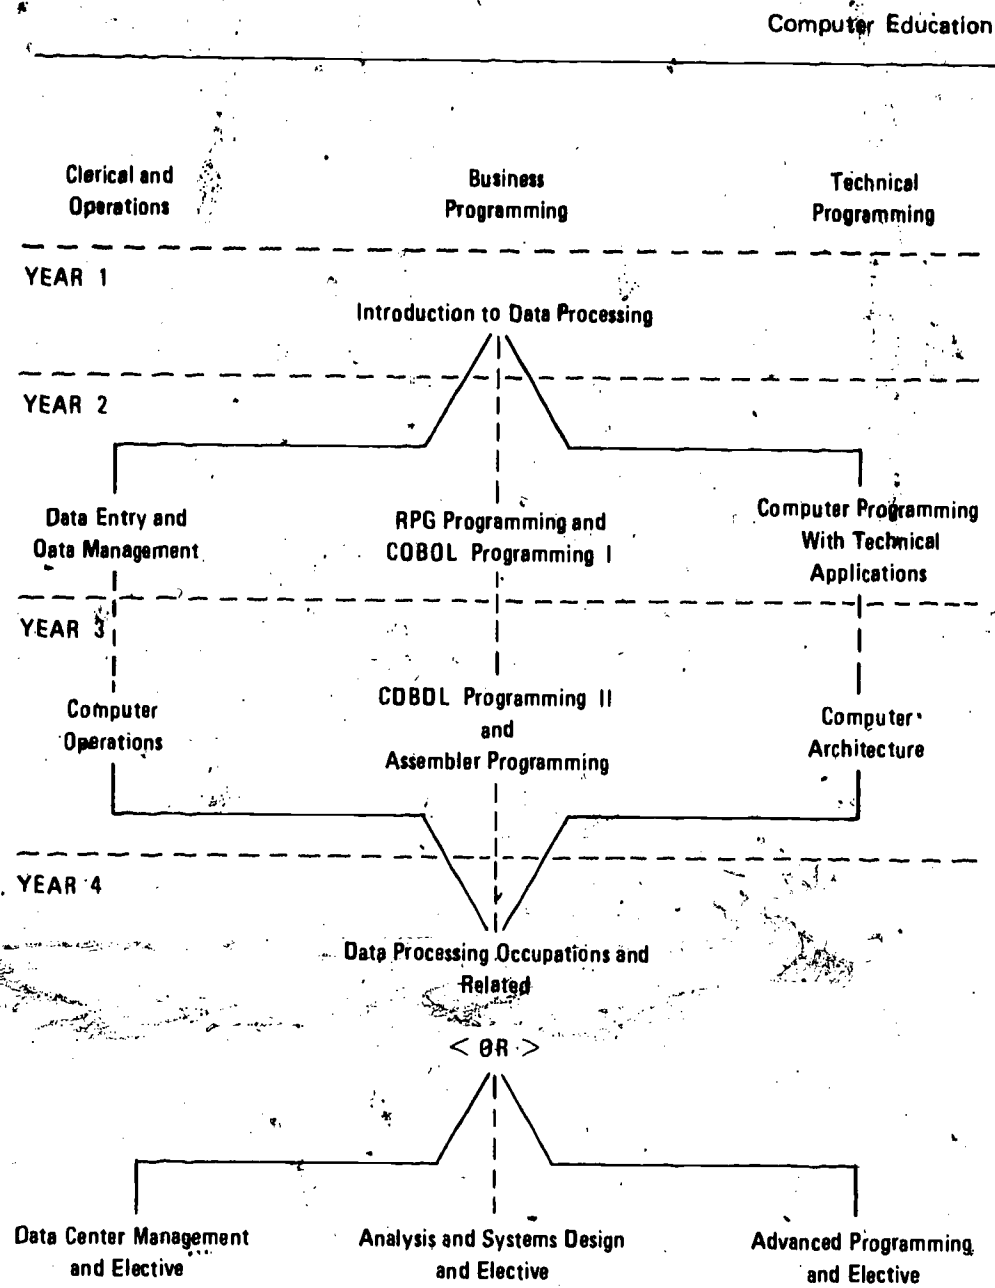 Computer Education
Clerical and
Operations
Business
Programming
Technical
Programming
YEAR 1
Introduction to Data Processing
YEAR 2
Data Entry and
Data Management
RPG Programming and
COBOL Programming I
Computer Programming
With Technical
Applications
YEAR 3
Computer
Operations
COBOL Programming II
and
Assembler Programming
Computer
Architecture
YEAR 4
Data Processing Occupations and
Related
< OR >
Data Center Management
and Elective
Analysis and Systems Design
and Elective
Advanced Programming
and Elective